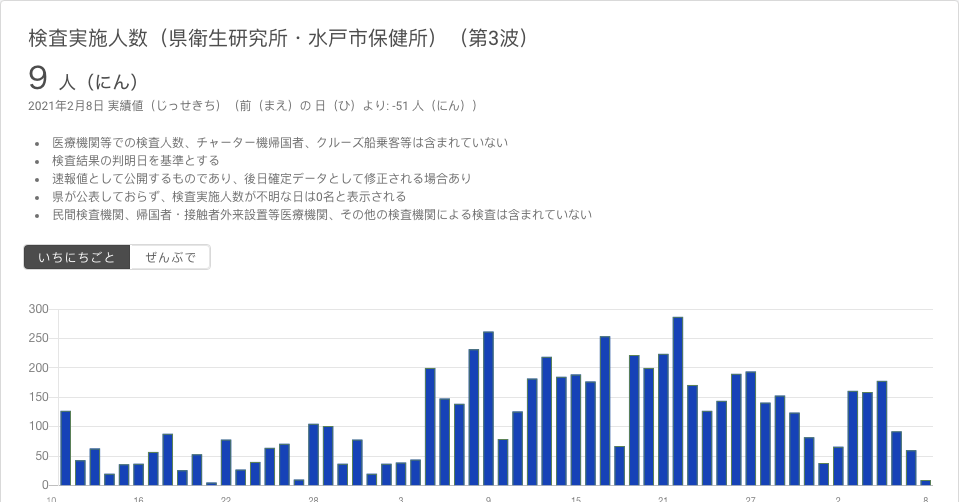 検査実施人数（県衛生研究所・水戸市保健所）（第3波）
9 人（にん）
2021年2月8日 実績値（じっせきち）（前（まえ）の 日（ひ）より: -51 人（にん））
医療機関等での検査人数、チャーター機帰国者、クルーズ船乗客等は含まれていない
検査結果の判明日を基準とする
速報値として公開するものであり、後日確定データとして修正される場合あり
県が公表しておらず、検査実施人数が不明な日は0名と表示される
民間検査機関、帰国者・接触者外来設置等医療機関、その他の検査機関による検査は含まれていない
いちにちごと ぜんぶで
300
250
200
150
100
50
0
10 16 22 28 3 9 15 21 27 2 8